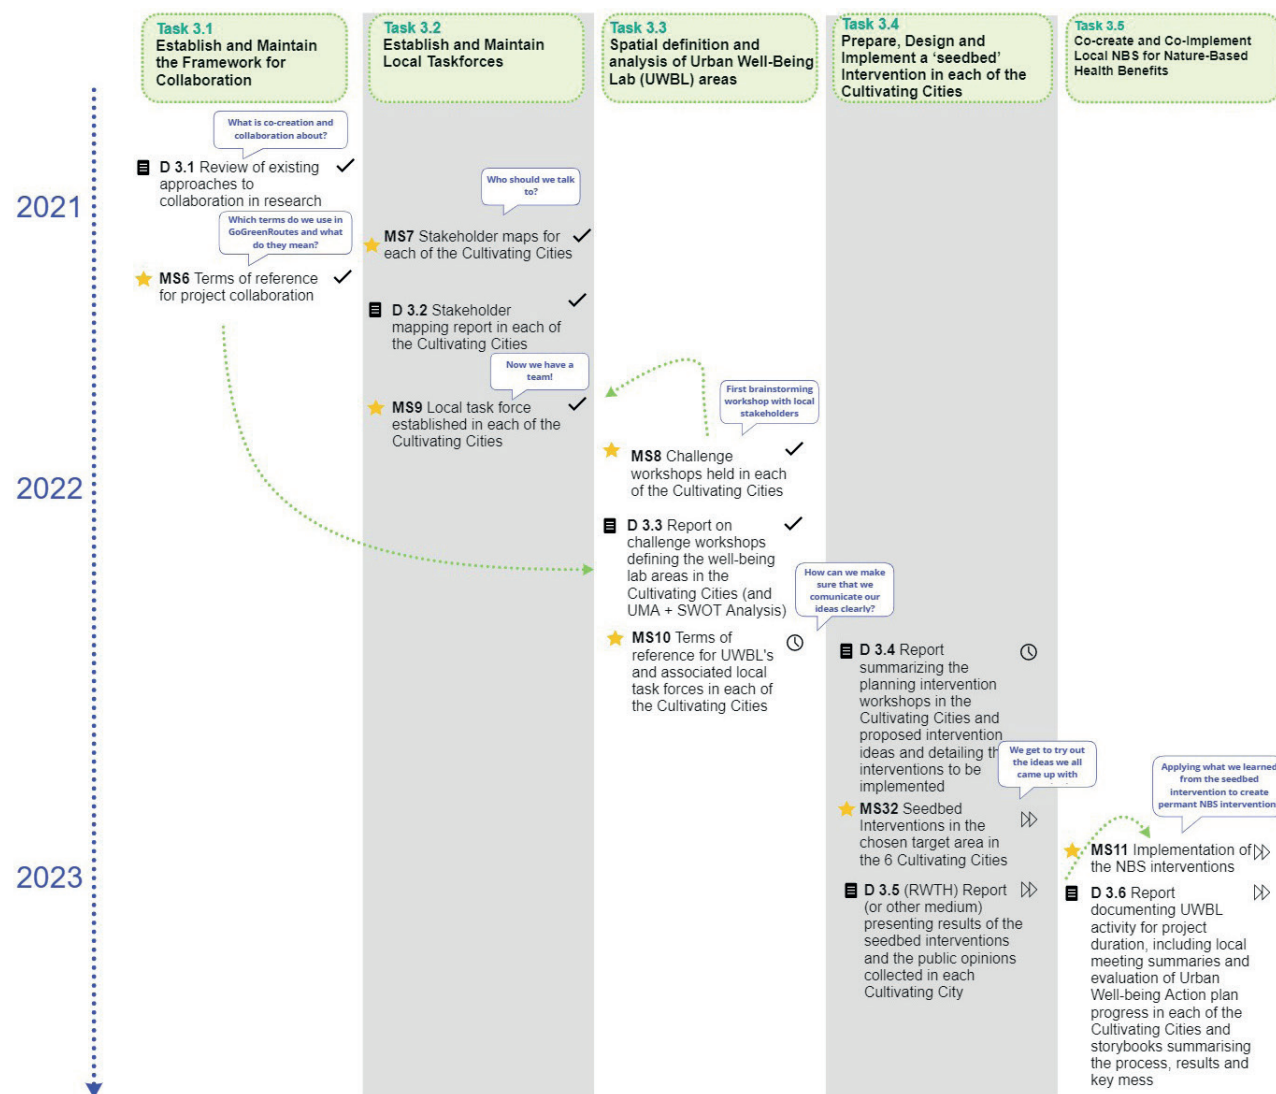 Task 3.1
Establish and Maintain
the Framework for
Collaboration
Task 3.2
Establish and Maintain
Local Taskforces
Task 3.3
Spatial definition and
analysis of Urban Well-Being
Lab (UWBL) areas
Task 3.4
Prepare, Design and
Implement a ‘seedbed’
Intervention in each of the
Cultivating Cities
Task 3.5
Co-create and Co-Implement
Local NBS for Nature-Based
Health Benefits
2021
2022
2023
What is co-creation and
collaboration about?
D 3.1 Review of existing
approaches to
collaboration in research
Which terms do we use in
GoGreenRoutes and what
do they mean?
MS6 Terms of reference
for project collaboration
Who should we talk
to?
MS7 Stakeholder maps for
each of the Cultivating Cities
D 3.2 Stakeholder
mapping report in each of
the Cultivating Cities
Now we have a
team!
MS9 Local task force
established in each of the
Cultivating Cities
First brainstorming
workshop with local
stakeholders
MS8 Challenge
workshops held in each
of the Cultivating Cities
D 3.3 Report on
challenge workshops
defining the well-being
lab areas in the
Cultivating Cities (and
UMA + SWOT Analysis)
How can we make
sure that we
comunicate our
ideas clearly?
MS10 Terms of
reference for UWBL's
and associated local
task forces in each of
the Cultivating Cities
D 3.4 Report
summarizing the
planning intervention
workshops in the
Cultivating Cities and
proposed intervention
ideas and detailing th
interventions to be
implemented
We get to try out
the ideas we all
came up with
MS32 Seedbed
Interventions in the
chosen target area in
the 6 Cultivating Cities
D 3.5 (RWTH) Report
(or other medium)
presenting results of the
seedbed interventions
and the public opinions
collected in each
Cultivating City
Applying what we learned
from the seedbed
intervention to create
permant NBS intervention
MS11 Implementation of
the NBS interventions
D 3.6 Report
documenting UWBL
activity for project
duration, including local
meeting summaries and
evaluation of Urban
Well-being Action plan
progress in each of the
Cultivating Cities and
storybooks summarising
the process, results and
key mess